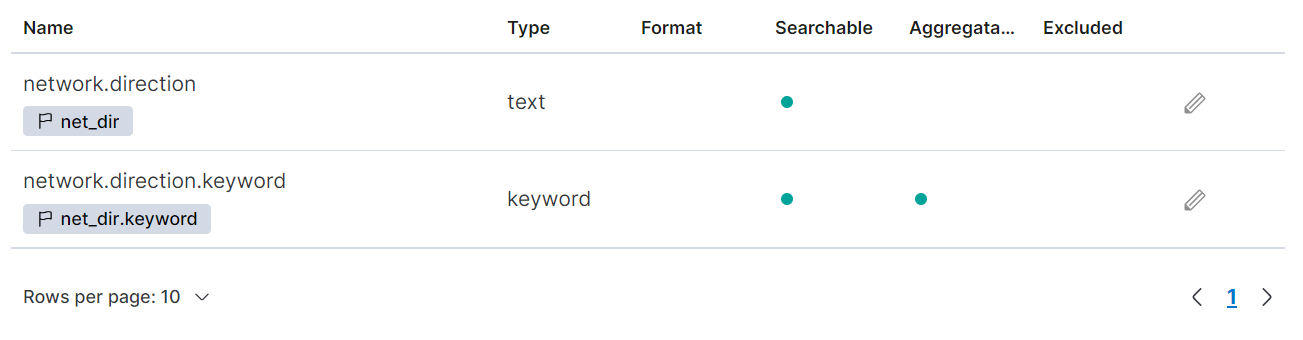 Name Type Format Searchable Aggregata... Excluded
network.direction
net_dir
text
network.direction.keyword
net_dir.keyword
keyword
Rows per page: 10
1